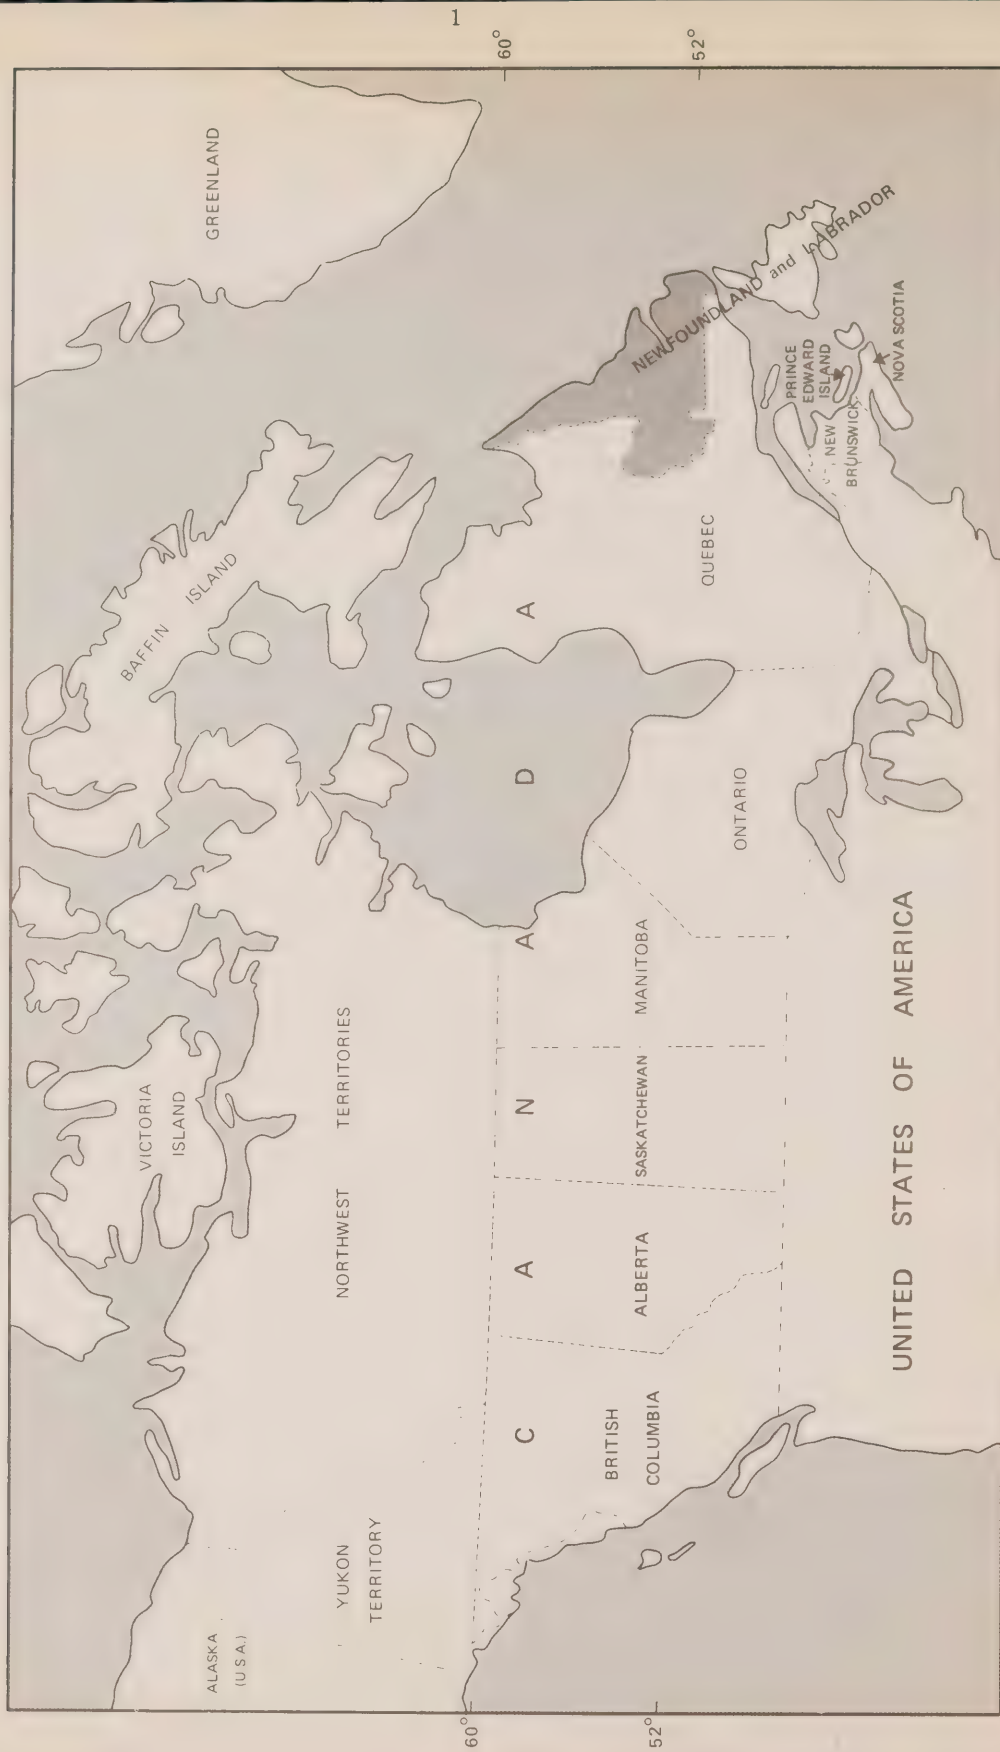 1
60°
52°
GREENLAND
BAFFIN
ISLAND
VICTORIA
ISLAND
ALASKA
(U S A.)
YUKON
TERRITORY
NORTHWEST TERRITORIES
C A N A D A
BRITISH
COLUMBIA
ALBERTA
SASKATCHEWAN
MANITOBA
ONTARIO
QUEBEC
NEWFOUNDLAND and LABRADOR
PRINCE
EDWARD
ISLAND
NEW
BRUNSWICK
NOVA SCOTIA
UNITED STATES OF AMERICA
60°
52°